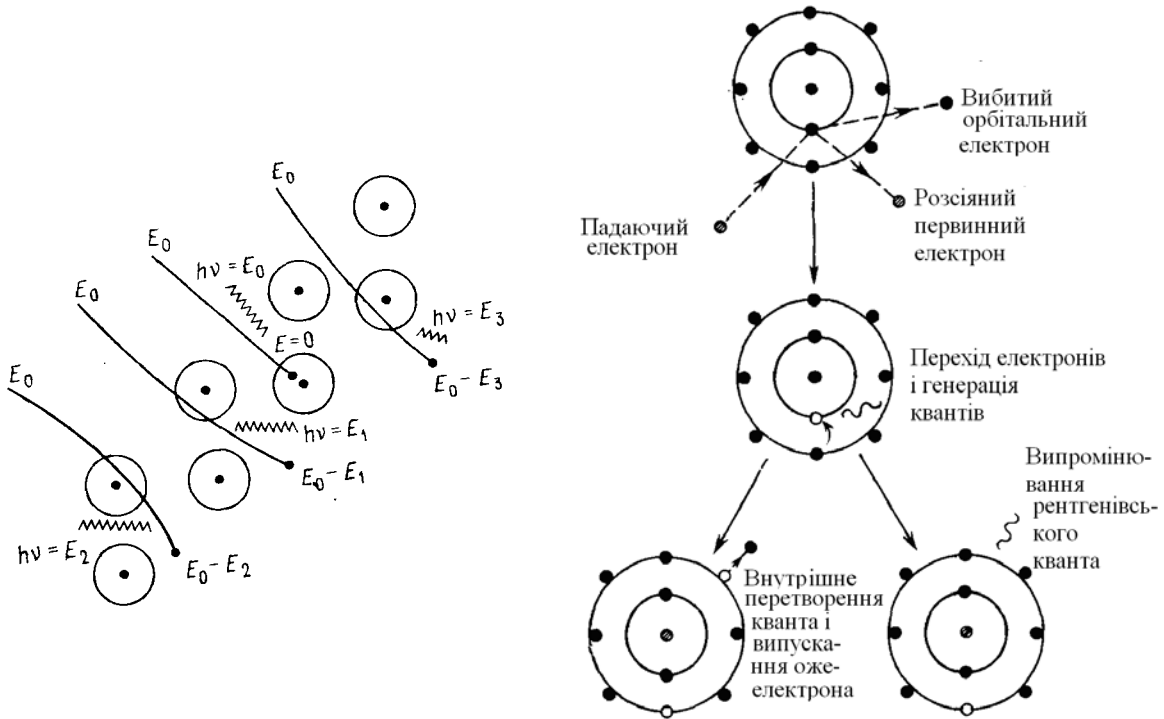 E₀
E₀
hν = E₀
E₀
hν = E₃
E = 0
E₀ – E₃
E₀
hν = E₁
E₀ – E₁
hν = E₂
E₀ – E₂
Вибитий
орбітальний
електрон
Падаючий
електрон
Розсіяний
первинний
електрон
Перехід електронів
і генерація
квантів
Випроміню-
вання
рентгенівсь-
кого
кванта
Внутрішне
перетворення
кванта і
випуска-
ння оже-
електрона